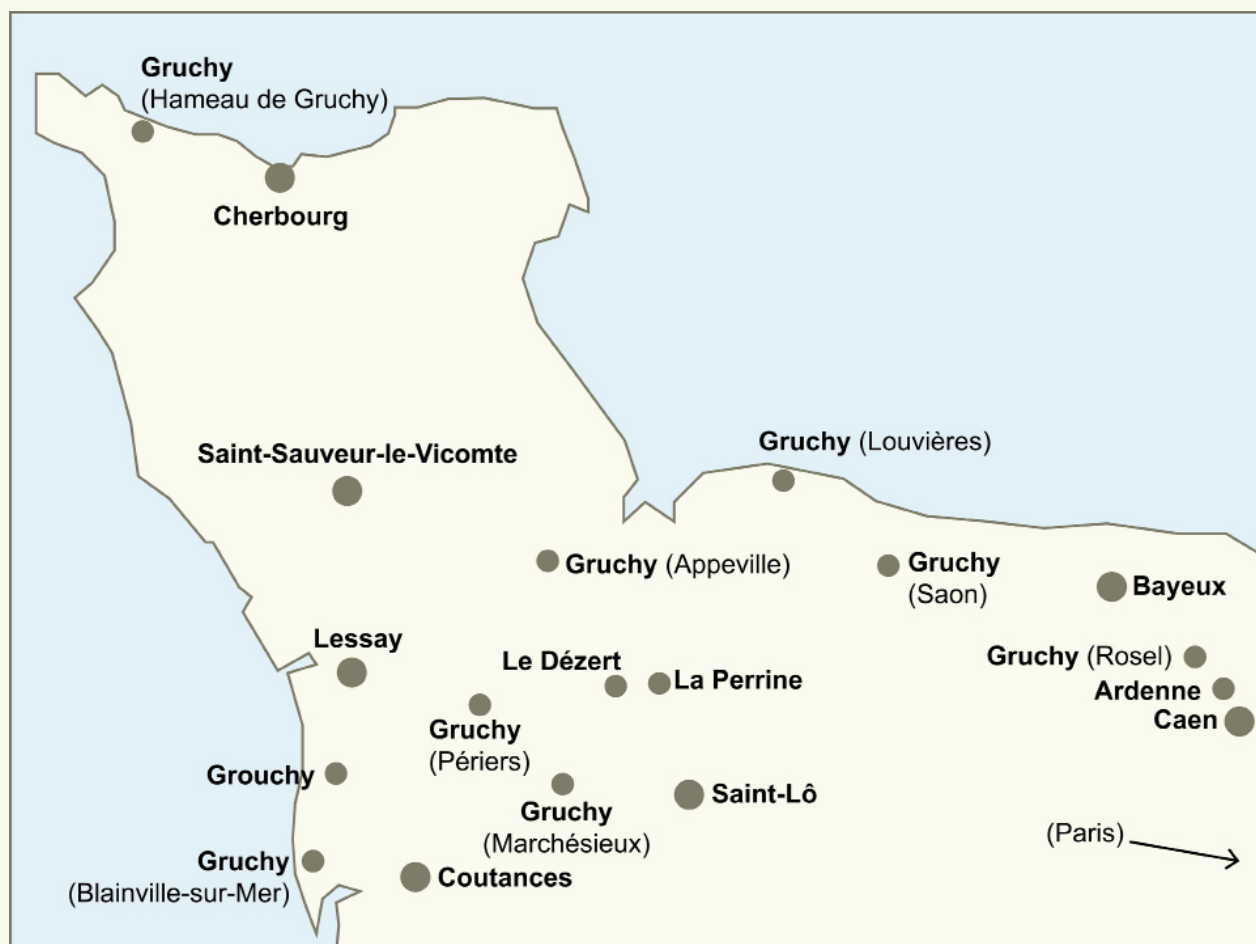 Gruchy
(Hameau de Gruchy)
Cherbourg
Saint-Sauveur-le-Vicomte
Gruchy (Louvières)
Gruchy (Appeville)
Gruchy
(Saon)
Bayeux
Lessay
Le Dézert
La Perrine
Gruchy (Rosel)
Ardenne
Caen
Gruchy
(Périers)
Grouchy
Gruchy
(Marchésieux)
Saint-Lô
(Paris)
Gruchy
(Blainville-sur-Mer)
Coutances